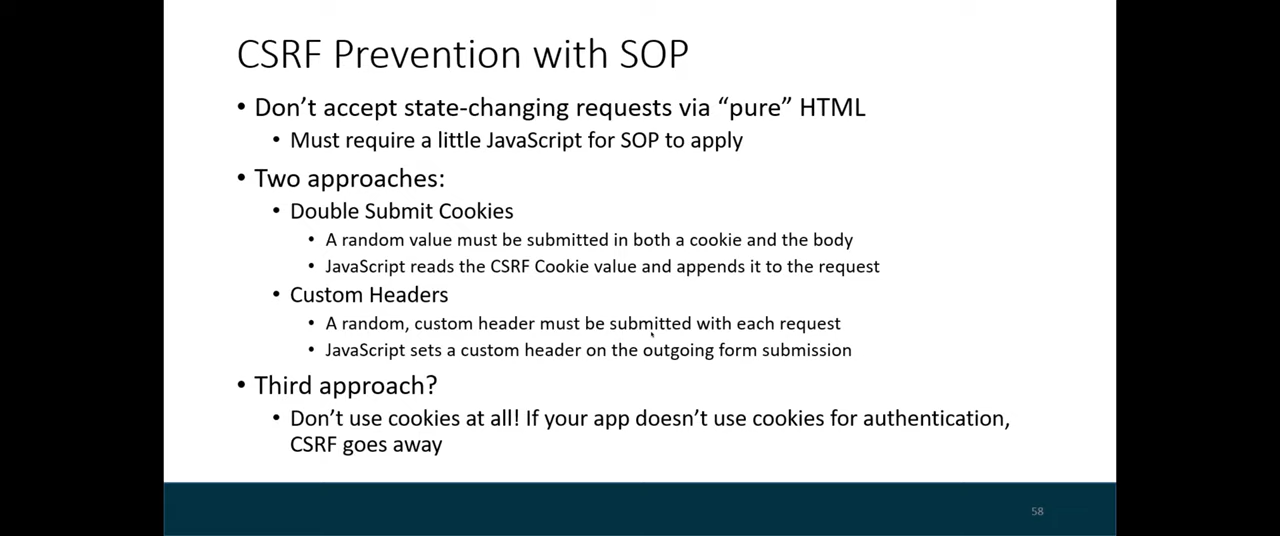 CSRF Prevention with SOP
• Don’t accept state-changing requests via “pure” HTML
• Must require a little JavaScript for SOP to apply
• Two approaches:
• Double Submit Cookies
• A random value must be submitted in both a cookie and the body
• JavaScript reads the CSRF Cookie value and appends it to the request
• Custom Headers
• A random, custom header must be submitted with each request
• JavaScript sets a custom header on the outgoing form submission
• Third approach?
• Don’t use cookies at all! If your app doesn’t use cookies for authentication,
CSRF goes away
58